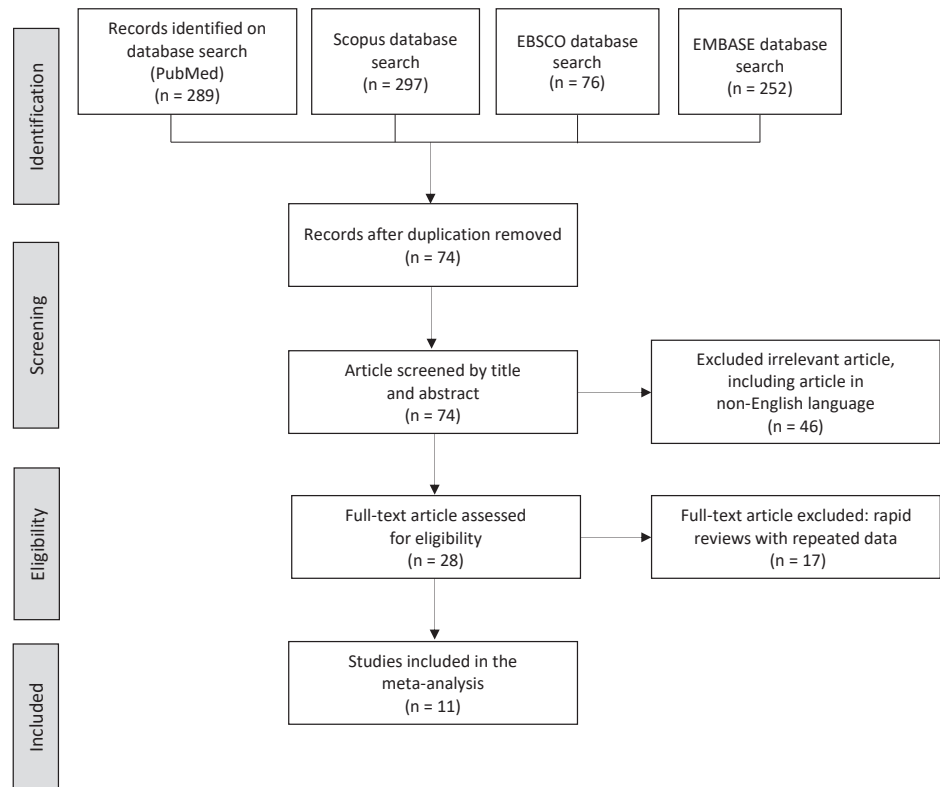 Identification
Records identified on
database search
(PubMed)
(n = 289)
Scopus database
search
(n = 297)
EBSCO database
search
(n = 76)
EMBASE database
search
(n = 252)
Records after duplication removed
(n = 74)
Screening
Article screened by title
and abstract
(n = 74)
Excluded irrelevant article,
including article in
non-English language
(n = 46)
Eligibility
Full-text article assessed
for eligibility
(n = 28)
Full-text article excluded: rapid
reviews with repeated data
(n = 17)
Included
Studies included in the
meta-analysis
(n = 11)